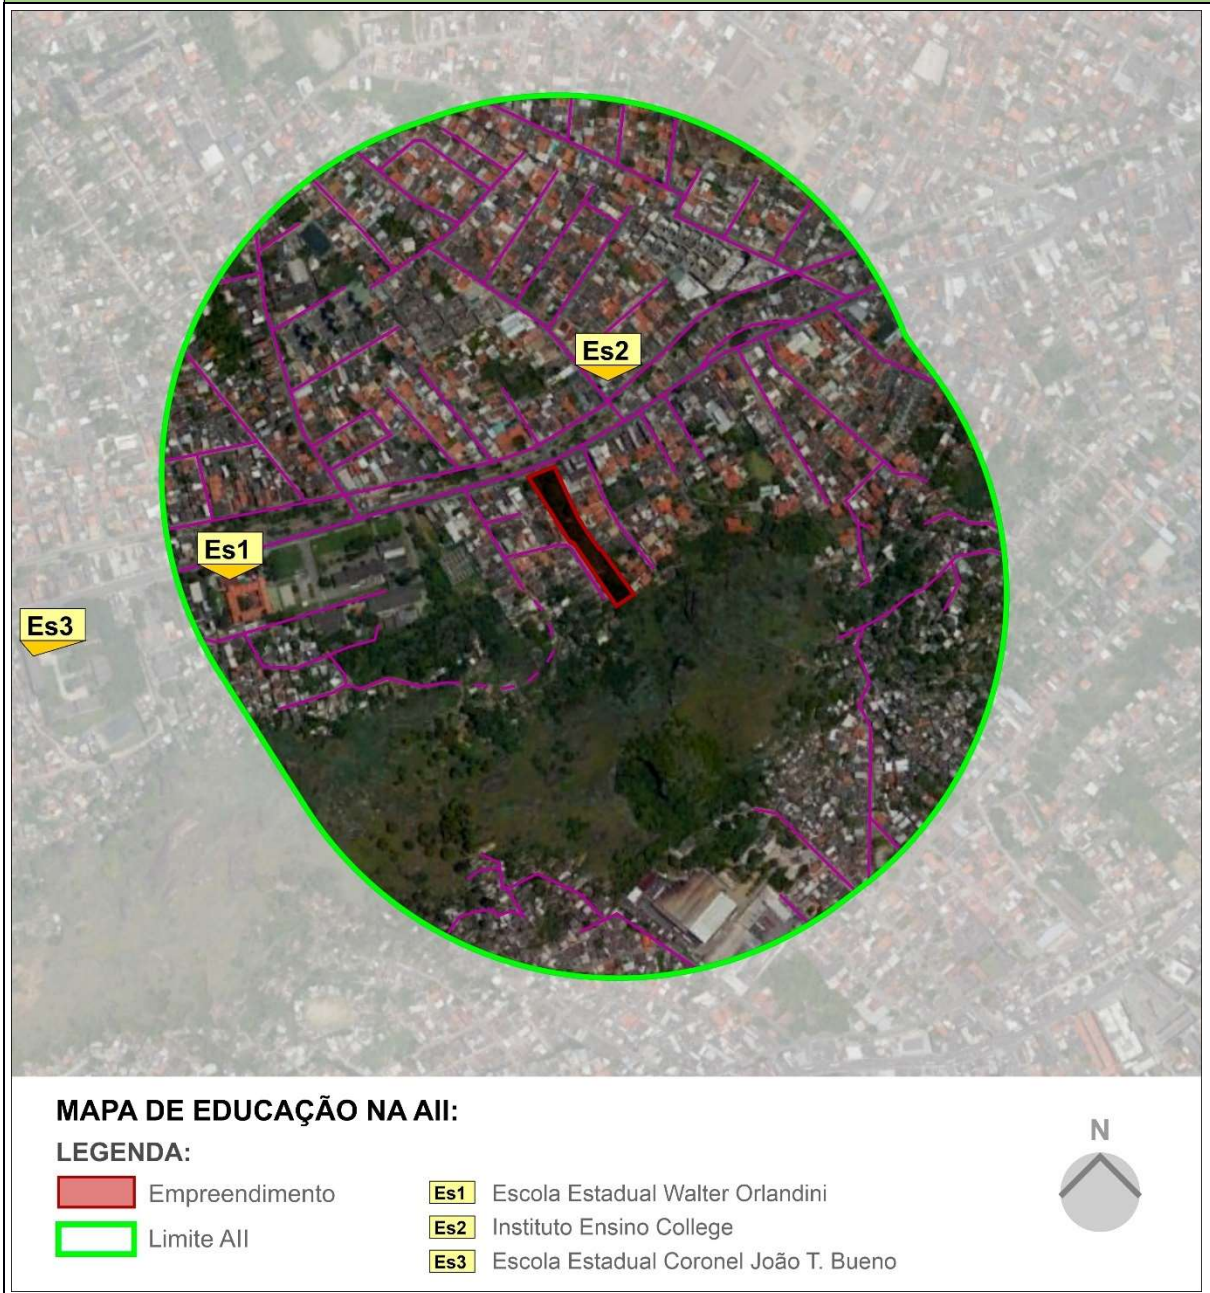 Es2
Es1
Es3
MAPA DE EDUCAÇÃO NA AII:
LEGENDA:
Empreendimento
Limite AII
Es1 Escola Estadual Walter Orlandini
Es2 Instituto Ensino College
Es3 Escola Estadual Coronel João T. Bueno
N